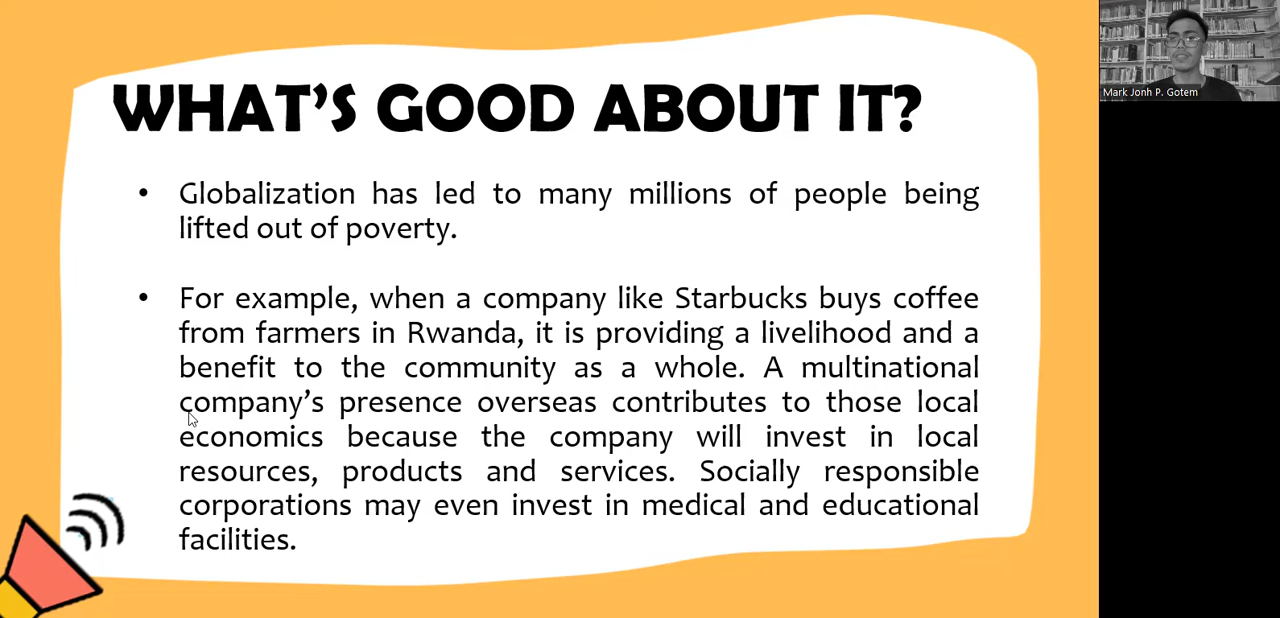 WHAT'S GOOD ABOUT IT?
• Globalization has led to many millions of people being
lifted out of poverty.
• For example, when a company like Starbucks buys coffee
from farmers in Rwanda, it is providing a livelihood and a
benefit to the community as a whole. A multinational
company's presence overseas contributes to those local
economics because the company will invest in local
resources, products and services. Socially responsible
corporations may even invest in medical and educational
facilities.
Mark Jonh P. Gotem